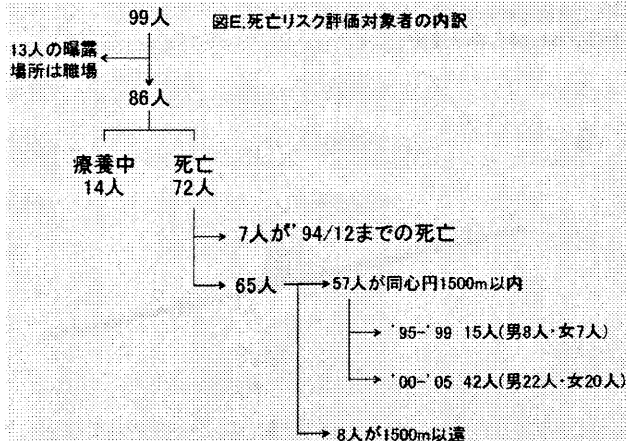 99人
図E.死亡リスク評価対象者の内訳
13人の曝露
場所は職場
86人
療養中 死亡
14人 72人
7人が'94/12までの死亡
65人 57人が同心円1500m以内
'95-'99 15人(男8人・女7人)
'00-'05 42人(男22人・女20人)
8人が1500m以遠